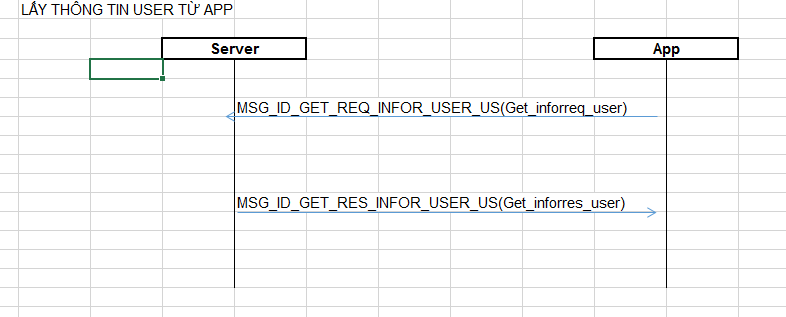 LẤY THÔNG TIN USER TỪ APP
Server
App
MSG_ID_GET_REQ_INFOR_USER_US(Get_inforreq_user)
MSG_ID_GET_RES_INFOR_USER_US(Get_inforres_user)